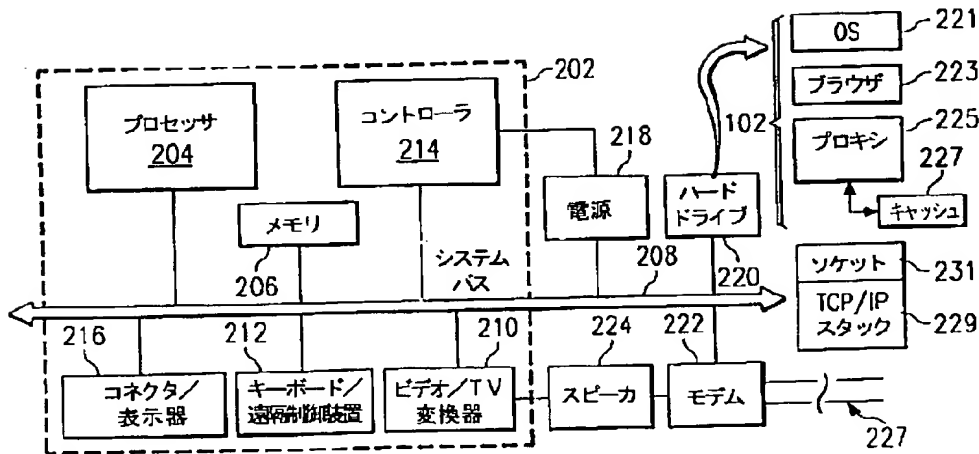 OS
221
202
ブラウザ
223
プロセッサ
204
コントローラ
214
102
プロキシ
225
218
227
電源
ハード
ドライブ
キャッシュ
メモリ
206
システム
バス
208
220
ソケット
231
TCP/IP
スタック
229
216
212
210
224
222
コネクタ/
表示器
キーボード/
遠隔制御装置
ビデオ/TV
変換器
スピーカ
モデム
227